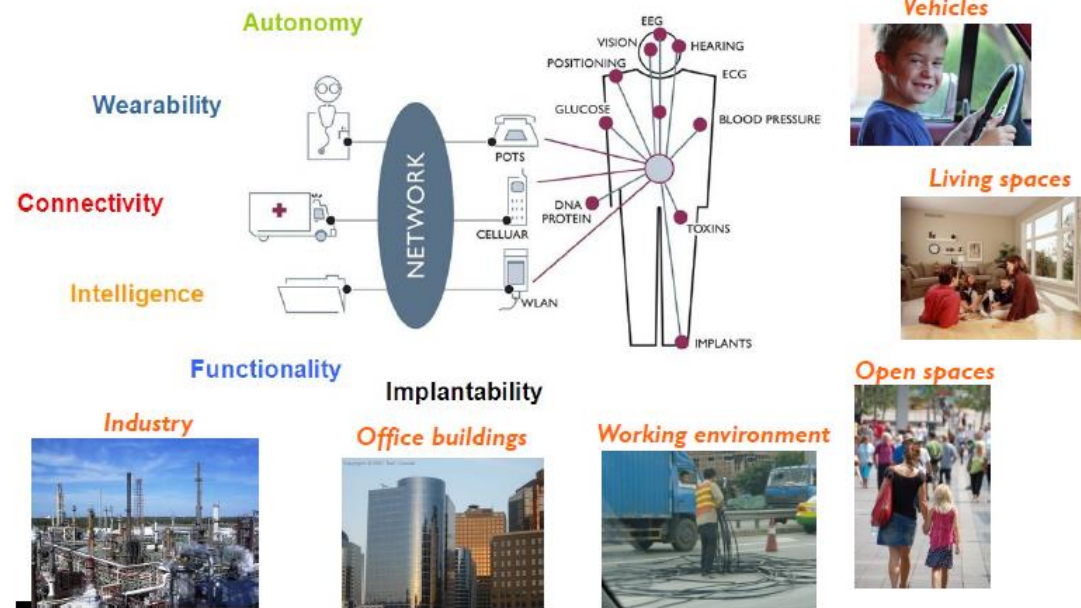 Autonomy
Vehicles
EEG
VISION
HEARING
POSITIONING
ECG
Wearability
GLUCOSE
BLOOD PRESSURE
NETWORK
POTS
Connectivity
Living spaces
DNA
PROTEIN
CELLUAR
TOXINS
Intelligence
WLAN
IMPLANTS
Functionality
Open spaces
Implantability
Industry
Office buildings
Working environment